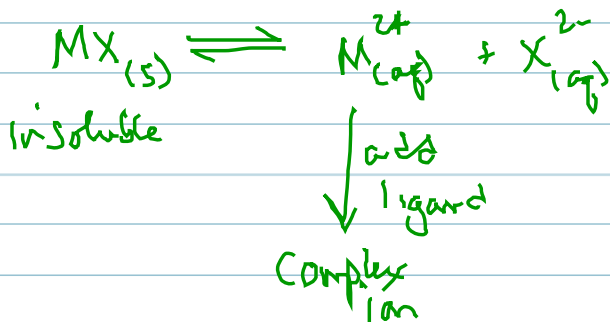 MX(s) ⇌ M²⁺(aq) + X²⁻(aq)
insoluble
add
ligand
Complex
ion